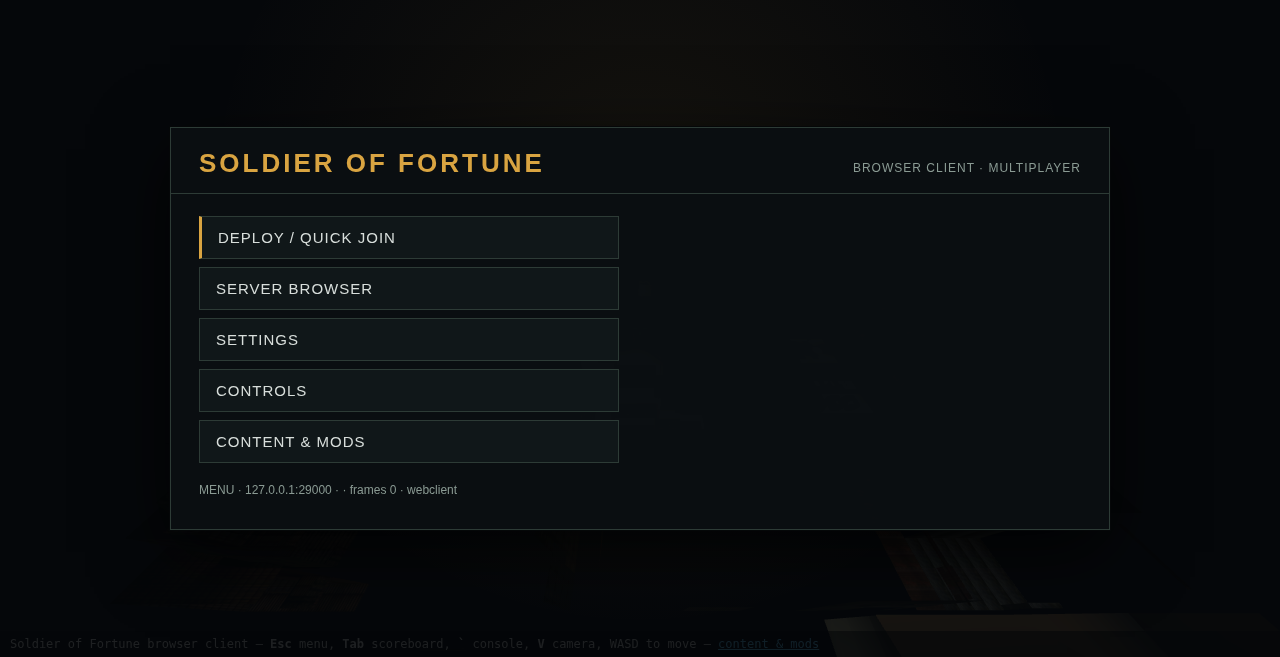 SOLDIER OF FORTUNE
BROWSER CLIENT · MULTIPLAYER
DEPLOY / QUICK JOIN
SERVER BROWSER
SETTINGS
CONTROLS
CONTENT & MODS
MENU · 127.0.0.1:29000 · · frames 0 · webclient
Soldier of Fortune browser client — Esc menu, Tab scoreboard, ` console, V camera, WASD to move — content & mods